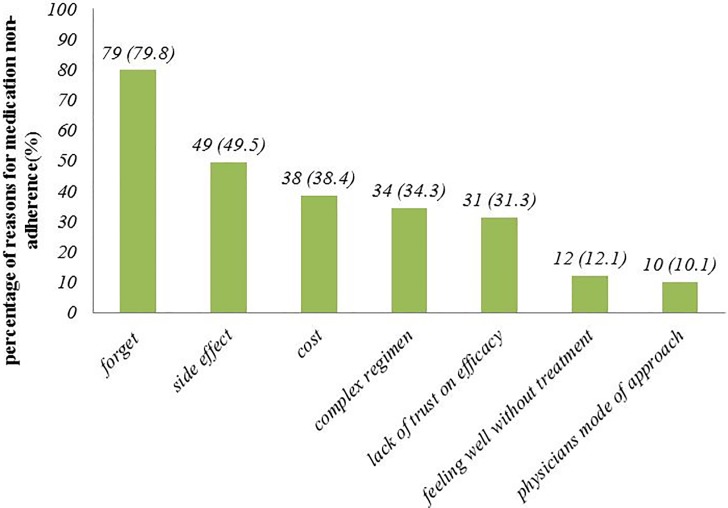 percentage of reasons for medication non-
adherence(%)
100
90
80
70
60
50
40
30
20
10
0
79 (79.8)
49 (49.5)
38 (38.4)
34 (34.3)
31 (31.3)
12 (12.1)
10 (10.1)
forget
side effect
cost
complex regimen
lack of trust on efficacy
feeling well without treatment
physicians mode of approach